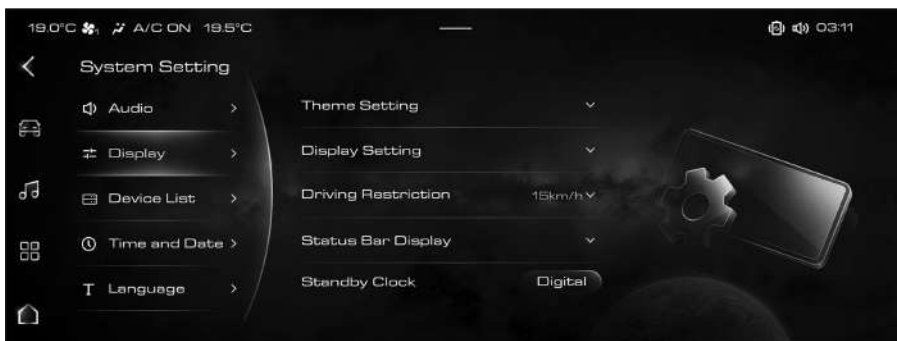 19.0°C A/C ON 19.5°C 03:11
System Setting
Audio
Display
Device List
Time and Date
T Language
Theme Setting
Display Setting
Driving Restriction 15km/h
Status Bar Display
Standby Clock Digital